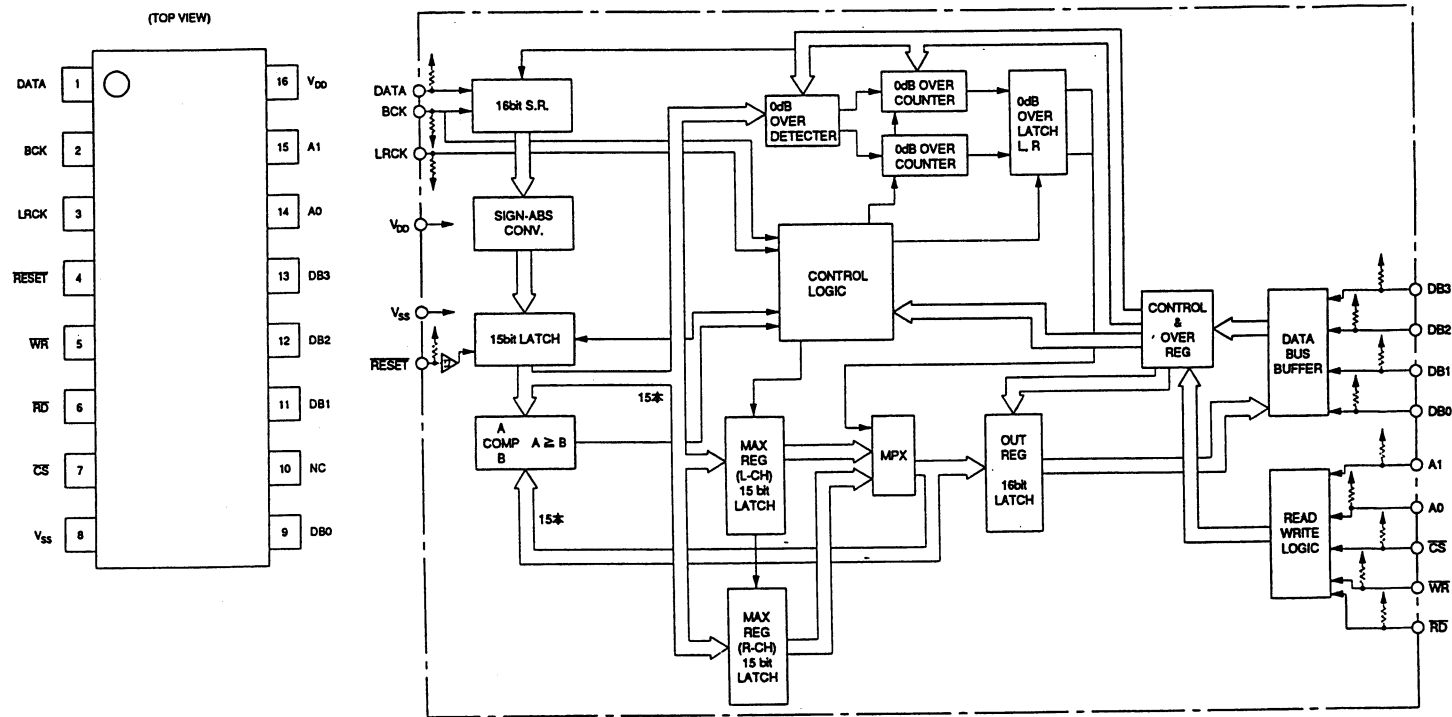 (TOP VIEW)
DATA 1
BCK 2
LRCK 3
RESET 4
WR 5
RD 6
CS 7
VSS 8
16 VDD
15 A1
14 A0
13 DB3
12 DB2
11 DB1
10 NC
9 DB0
DATA
BCK
LRCK
VDD
VSS
RESET
16bit S.R.
SIGN-ABS
CONV.
15bit LATCH
A
COMP A ≧ B
B
15本
15本
0dB
OVER
DETECTER
0dB OVER
COUNTER
0dB OVER
COUNTER
0dB
OVER
LATCH
L, R
CONTROL
LOGIC
MAX
REG
(L-CH)
15 bit
LATCH
MAX
REG
(R-CH)
15 bit
LATCH
MPX
OUT
REG
16bit
LATCH
CONTROL
&
OVER
REG
DATA
BUS
BUFFER
READ
WRITE
LOGIC
DB3
DB2
DB1
DB0
A1
A0
CS
WR
RD